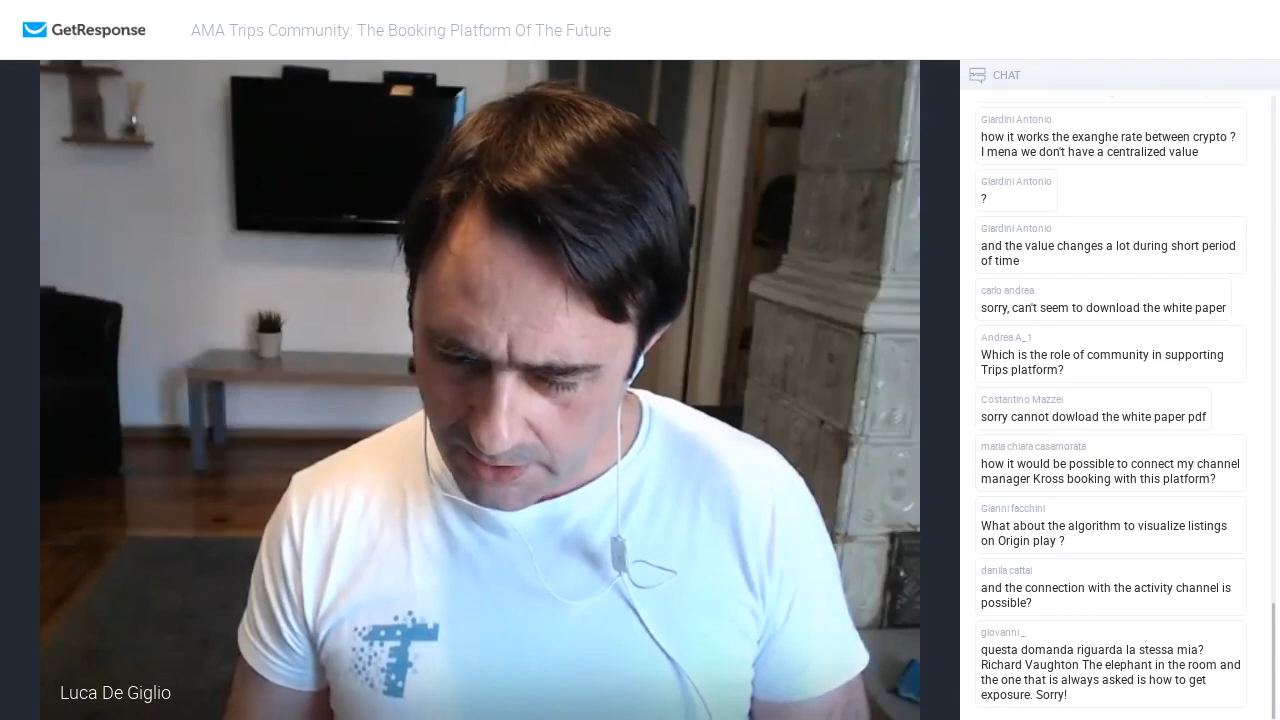 GetResponse
AMA Trips Community: The Booking Platform Of The Future
CHAT
Giardini Antonio
how it works the exanghe rate between crypto ?
I mena we don't have a centralized value
Giardini Antonio
?
Giardini Antonio
and the value changes a lot during short period
of time
carlo andrea
sorry, can't seem to download the white paper
Andrea A_1
Which is the role of community in supporting
Trips platform?
Costantino Mazzei
sorry cannot dowload the white paper pdf
maria chiara casamorata
how it would be possible to connect my channel
manager Kross booking with this platform?
Gianni facchini
What about the algorithm to visualize listings
on Origin play ?
danila cattai
and the connection with the activity channel is
possible?
giovanni _
questa domanda riguarda la stessa mia?
Richard Vaughton The elephant in the room and
the one that is always asked is how to get
exposure. Sorry!
T
Luca De Giglio